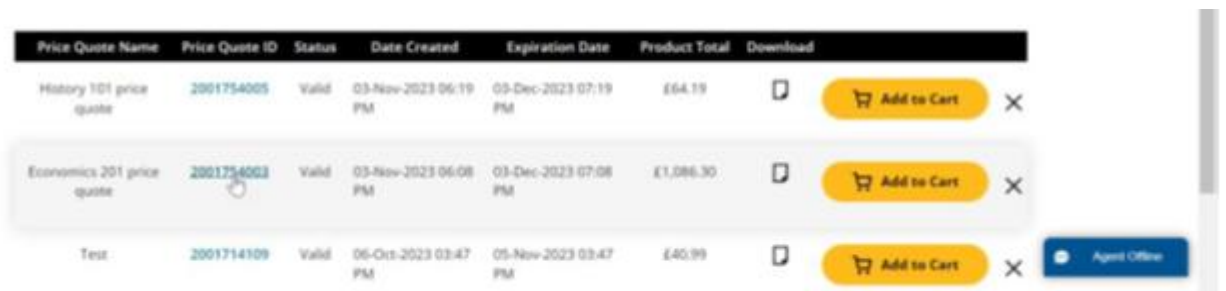 Price Quote Name Price Quote ID Status Date Created Expiration Date Product Total Download
History 101 price 2001754005 Valid 03-Nov-2023 06:19 03-Dec-2023 07:19 £64.19 Add to Cart
quote PM PM
Economics 201 price 2001754003 Valid 03-Nov-2023 06:08 03-Dec-2023 07:08 £1,086.30 Add to Cart
quote PM PM
Test 2001714109 Valid 06-Oct-2023 03:47 05-Nov-2023 03:47 £40.99 Add to Cart
PM PM
Agent Offline